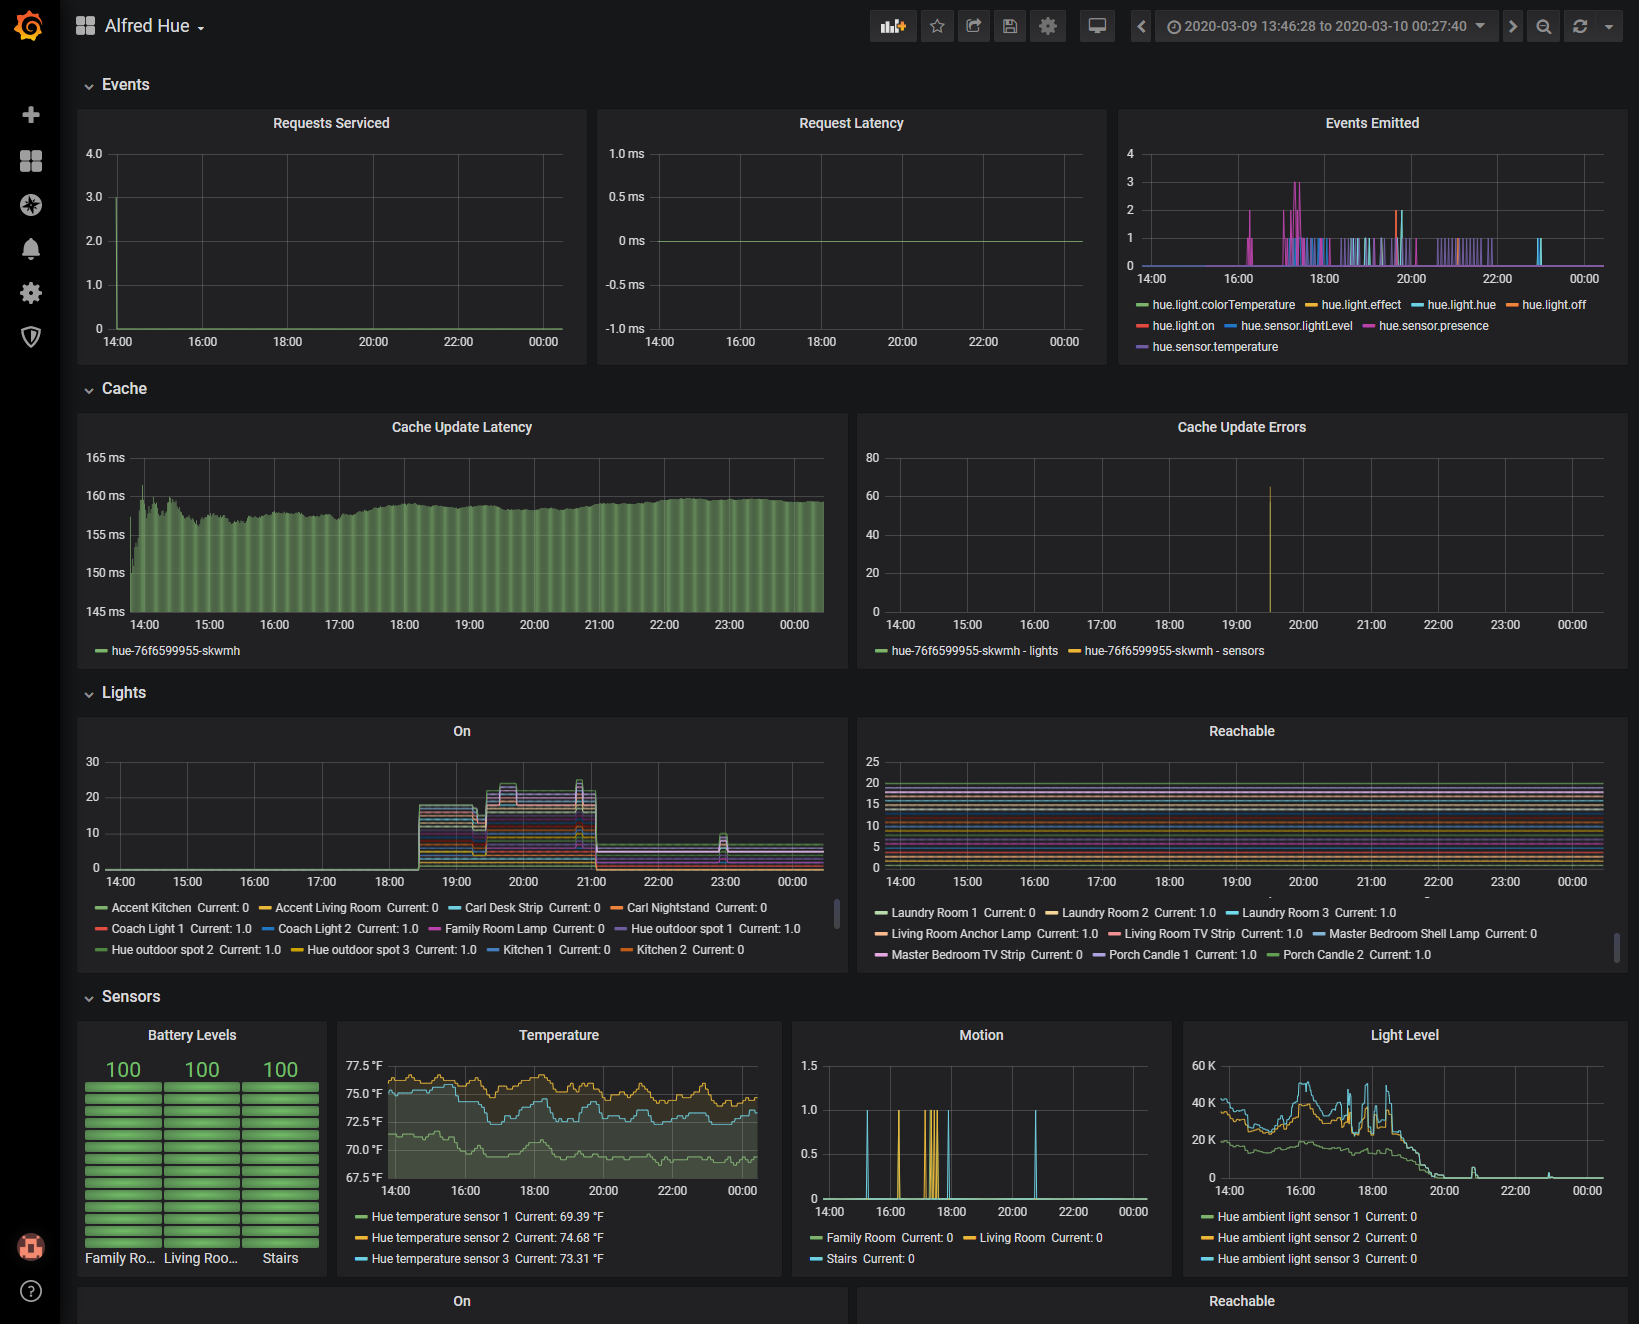 Alfred Hue
2020-03-09 13:46:28 to 2020-03-10 00:27:40
Events
Requests Serviced
4.0
3.0
2.0
1.0
0
14:00 16:00 18:00 20:00 22:00 00:00
Request Latency
1.0 ms
0.5 ms
0 ms
-0.5 ms
-1.0 ms
14:00 16:00 18:00 20:00 22:00 00:00
Events Emitted
4
3
2
1
0
14:00 16:00 18:00 20:00 22:00 00:00
hue.light.colorTemperature hue.light.effect hue.light.hue hue.light.off
hue.light.on hue.sensor.lightLevel hue.sensor.presence
hue.sensor.temperature
Cache
Cache Update Latency
165 ms
160 ms
155 ms
150 ms
145 ms
14:00 15:00 16:00 17:00 18:00 19:00 20:00 21:00 22:00 23:00 00:00
hue-76f6599955-skwmh
Cache Update Errors
80
60
40
20
0
14:00 15:00 16:00 17:00 18:00 19:00 20:00 21:00 22:00 23:00 00:00
hue-76f6599955-skwmh - lights hue-76f6599955-skwmh - sensors
Lights
On
30
20
10
0
14:00 15:00 16:00 17:00 18:00 19:00 20:00 21:00 22:00 23:00 00:00
Accent Kitchen Current: 0 Accent Living Room Current: 0 Carl Desk Strip Current: 0 Carl Nightstand Current: 0
Coach Light 1 Current: 1.0 Coach Light 2 Current: 1.0 Family Room Lamp Current: 0 Hue outdoor spot 1 Current: 1.0
Hue outdoor spot 2 Current: 1.0 Hue outdoor spot 3 Current: 1.0 Kitchen 1 Current: 0 Kitchen 2 Current: 0
Reachable
25
20
15
10
5
0
14:00 15:00 16:00 17:00 18:00 19:00 20:00 21:00 22:00 23:00 00:00
Laundry Room 1 Current: 0 Laundry Room 2 Current: 1.0 Laundry Room 3 Current: 1.0
Living Room Anchor Lamp Current: 1.0 Living Room TV Strip Current: 1.0 Master Bedroom Shell Lamp Current: 0
Master Bedroom TV Strip Current: 0 Porch Candle 1 Current: 1.0 Porch Candle 2 Current: 1.0
Sensors
Battery Levels
100 100 100
Family Ro... Living Roo... Stairs
Temperature
77.5 °F
75.0 °F
72.5 °F
70.0 °F
67.5 °F
14:00 16:00 18:00 20:00 22:00 00:00
Hue temperature sensor 1 Current: 69.39 °F
Hue temperature sensor 2 Current: 74.68 °F
Hue temperature sensor 3 Current: 73.31 °F
Motion
1.5
1.0
0.5
0
14:00 16:00 18:00 20:00 22:00 00:00
Family Room Current: 0 Living Room Current: 0
Stairs Current: 0
Light Level
60 K
40 K
20 K
0
14:00 16:00 18:00 20:00 22:00 00:00
Hue ambient light sensor 1 Current: 0
Hue ambient light sensor 2 Current: 0
Hue ambient light sensor 3 Current: 0
On
Reachable